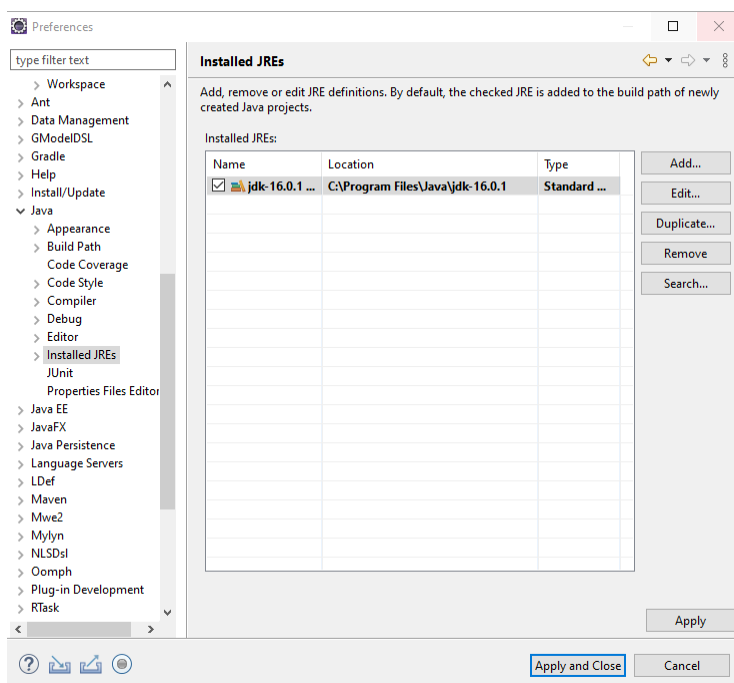 Preferences
type filter text
Workspace
Ant
Data Management
GModelDSL
Gradle
Help
Install/Update
Java
Appearance
Build Path
Code Coverage
Code Style
Compiler
Debug
Editor
Installed JREs
JUnit
Properties Files Editor
Java EE
JavaFX
Java Persistence
Language Servers
LDef
Maven
Mwe2
Mylyn
NLSDsl
Oomph
Plug-in Development
RTask
Installed JREs
Add, remove or edit JRE definitions. By default, the checked JRE is added to the build path of newly
created Java projects.
Installed JREs:
Name Location Type
jdk-16.0.1 ... C:\Program Files\Java\jdk-16.0.1 Standard ...
Add...
Edit...
Duplicate...
Remove
Search...
Apply
? Apply and Close Cancel